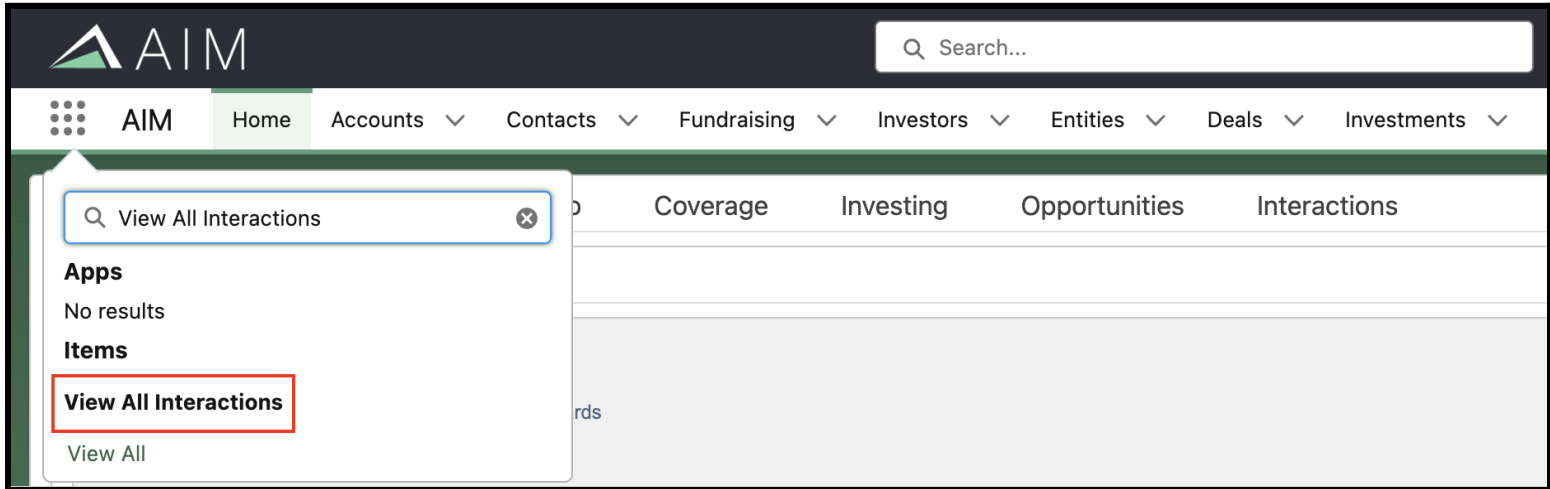 AIM
Search...
AIM Home Accounts Contacts Fundraising Investors Entities Deals Investments
Coverage Investing Opportunities Interactions
View All Interactions
Apps
No results
Items
View All Interactions
rds
View All